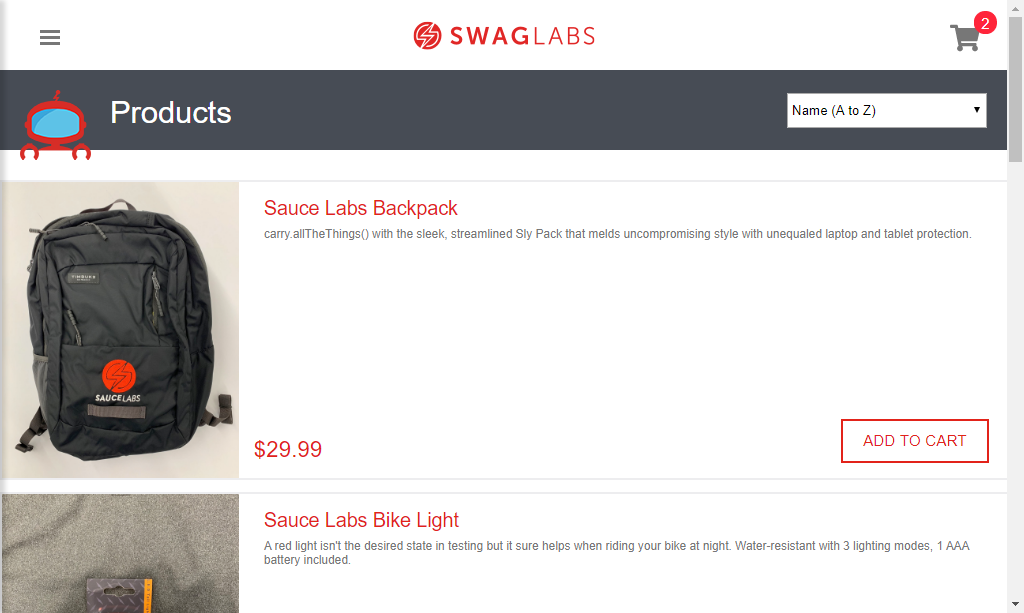 SWAGLABS
2
Products
Name (A to Z)
Sauce Labs Backpack
carry.allTheThings() with the sleek, streamlined Sly Pack that melds uncompromising style with unequaled laptop and tablet protection.
TIMBUK2
SAUCELABS
$29.99
ADD TO CART
Sauce Labs Bike Light
A red light isn't the desired state in testing but it sure helps when riding your bike at night. Water-resistant with 3 lighting modes, 1 AAA
battery included.